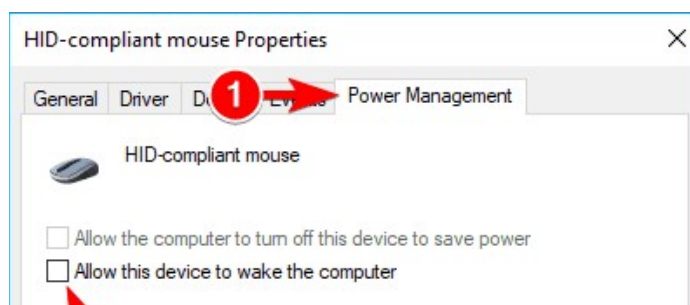 HID-compliant mouse Properties
General Driver 1 Power Management
HID-compliant mouse
Allow the computer to turn off this device to save power
Allow this device to wake the computer